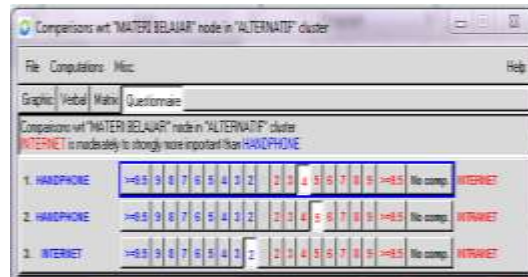 Comparisons wrt "MATERI BELAJAR" node in "ALTERNATIF" cluster
File Computations Misc. Help
Graphic Verbal Matrix Questionnaire
Comparisons wrt "MATERI BELAJAR" node in "ALTERNATIF" cluster
INTERNET is moderately to strongly more important than HANDPHONE
1. HANDPHONE >=9.5 9 8 7 6 5 4 3 2 2 3 4 5 6 7 8 9 >=9.5 No comp. INTERNET
2. HANDPHONE >=9.5 9 8 7 6 5 4 3 2 2 3 4 5 6 7 8 9 >=9.5 No comp. INTRANET
3. INTERNET >=9.5 9 8 7 6 5 4 3 2 2 3 4 5 6 7 8 9 >=9.5 No comp. INTRANET